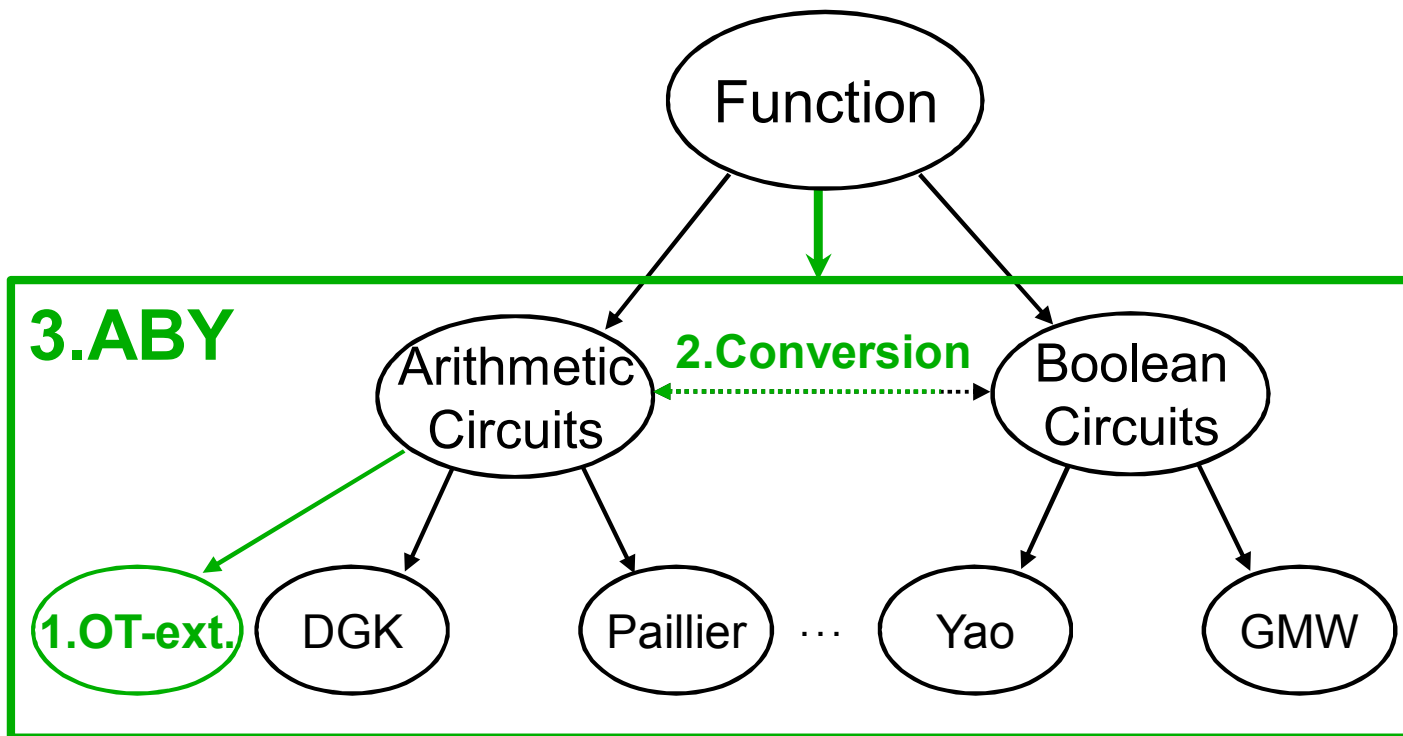 Function
3.ABY
2.Conversion
Arithmetic
Circuits
Boolean
Circuits
1.OT-ext.
DGK
Paillier
...
Yao
GMW